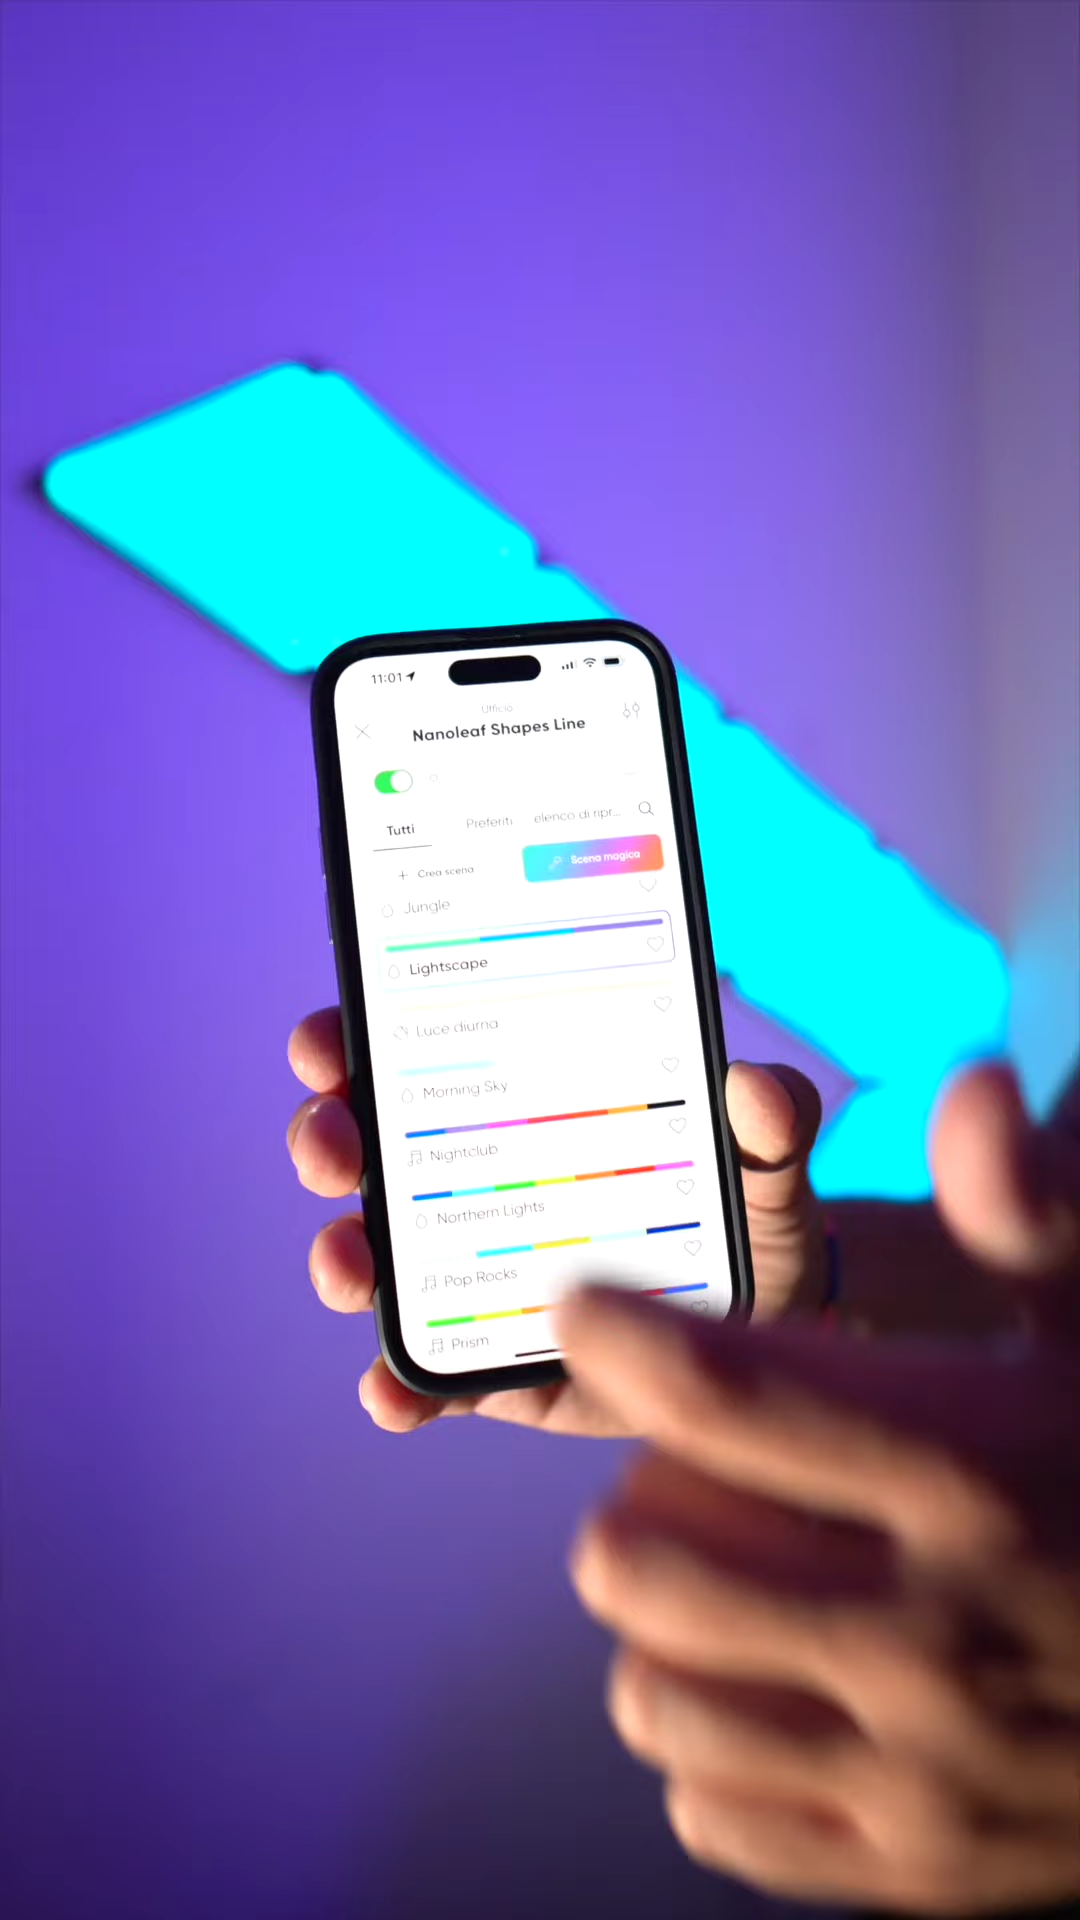 11:01
Ufficio
Nanoleaf Shapes Line
Tutti
Preferiti
elenco di ripr...
+ Crea scena
Scena magica
Jungle
Lightscape
Luce diurna
Morning Sky
Nightclub
Northern Lights
Pop Rocks
Prism